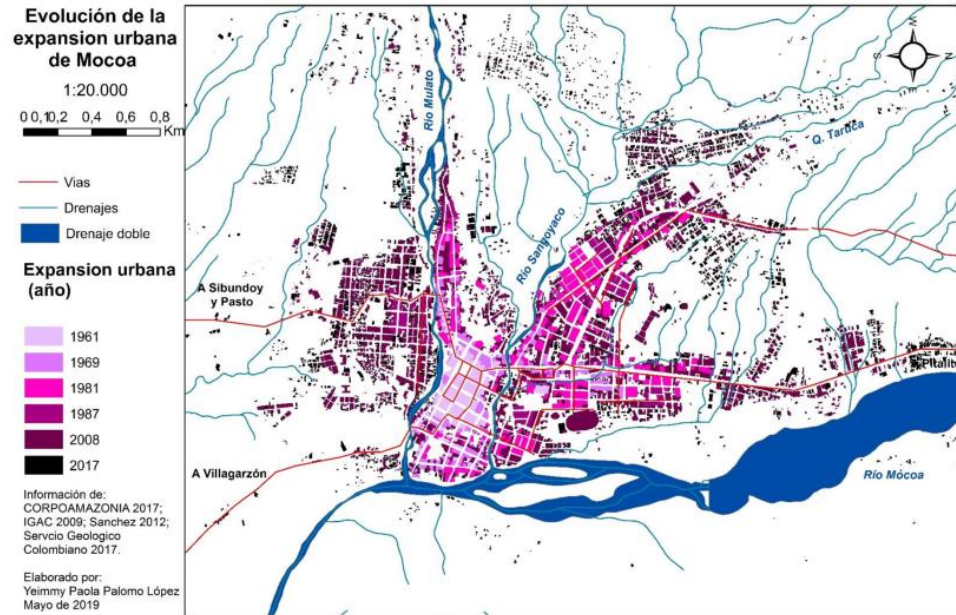 Evolución de la
expansion urbana
de Mocoa
1:20.000
0 0,1 0,2 0,4 0,6 0,8
Km
Vias
Drenajes
Drenaje doble
Expansion urbana
(año)
1961
1969
1981
1987
2008
2017
Información de:
CORPOAMAZONIA 2017;
IGAC 2009; Sanchez 2012;
Servcio Geologico
Colombiano 2017.
Elaborado por:
Yeimmy Paola Palomo López
Mayo de 2019
W
S
N
E
Río Mulato
Q. Taruca
Río Sangoyaco
A Sibundoy
y Pasto
Pitalito
A Villagarzón
Río Mócoa